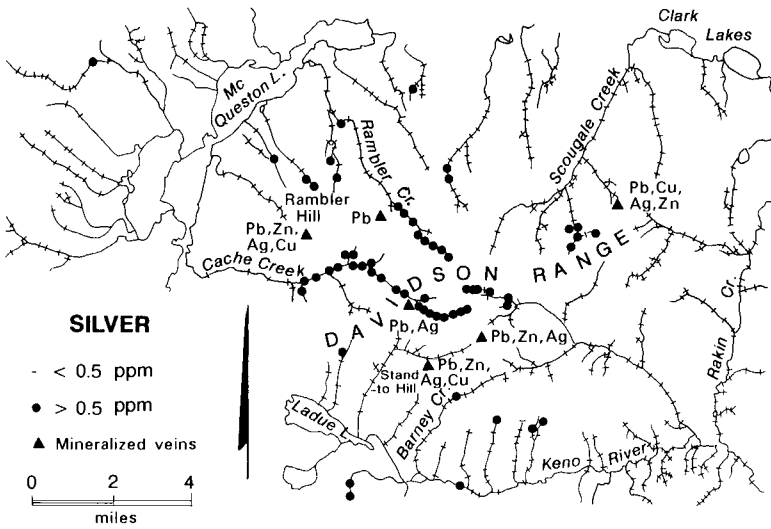 Clark
Lakes
Mc
Queston L.
Scougale Creek
Rambler Cr.
Rambler
Hill
Pb
Pb, Cu,
Ag, Zn
Pb, Zn,
Ag, Cu
Cache Creek
DAVIDSON RANGE
Pb, Ag
Pb, Zn, Ag
Pb, Zn,
Ag, Cu
Stand
-to Hill
Barney Cr.
Ladue L.
Keno River
Rakin Cr.
SILVER
- < 0.5 ppm
● > 0.5 ppm
▲ Mineralized veins
0 2 4
miles